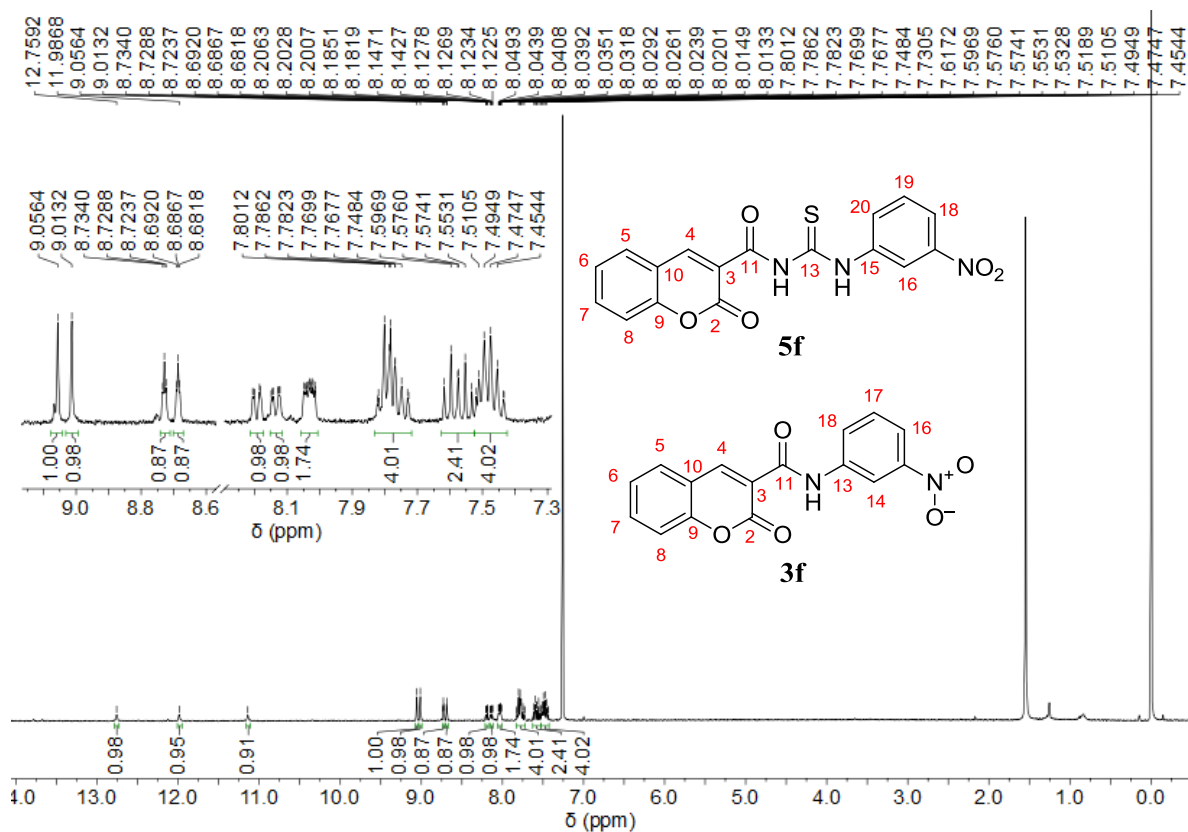 12.7592 11.9868 9.0564 9.0132 8.7340 8.7288 8.7237 8.6920 8.6867 8.6818 8.2063 8.2028 8.2007 8.1851 8.1819 8.1471 8.1427 8.1278 8.1269 8.1234 8.1225 8.0493 8.0439 8.0408 8.0392 8.0351 8.0318 8.0292 8.0261 8.0239 8.0201 8.0149 8.0133 7.8012 7.7862 7.7823 7.7699 7.7677 7.7484 7.7305 7.6172 7.5969 7.5760 7.5741 7.5531 7.5328 7.5189 7.5105 7.4949 7.4747 7.4544
9.0564 9.0132 8.7340 8.7288 8.7237 8.6920 8.6867 8.6818 7.8012 7.7862 7.7823 7.7699 7.7677 7.7484 7.5969 7.5760 7.5741 7.5531 7.5105 7.4949 7.4747 7.4544
1.00 0.98 0.87 0.87 0.98 0.98 1.74 4.01 2.41 4.02
9.0 8.8 8.6 8.1 7.9 7.7 7.5 7.3
δ (ppm)
19
O S 20 18
5 4
6 10 3 11 N 13 N 15 NO2
H H 16
7 9 O 2 O
8
5f
17
O 18 16
5 4
6 10 3 11 N 13 N+ O
H 14
7 9 O 2 O O−
8
3f
0.98 0.95 0.91 1.00 0.98 0.87 0.87 0.98 0.98 1.74 4.01 2.41 4.02
4.0 13.0 12.0 11.0 10.0 9.0 8.0 7.0 6.0 5.0 4.0 3.0 2.0 1.0 0.0
δ (ppm)